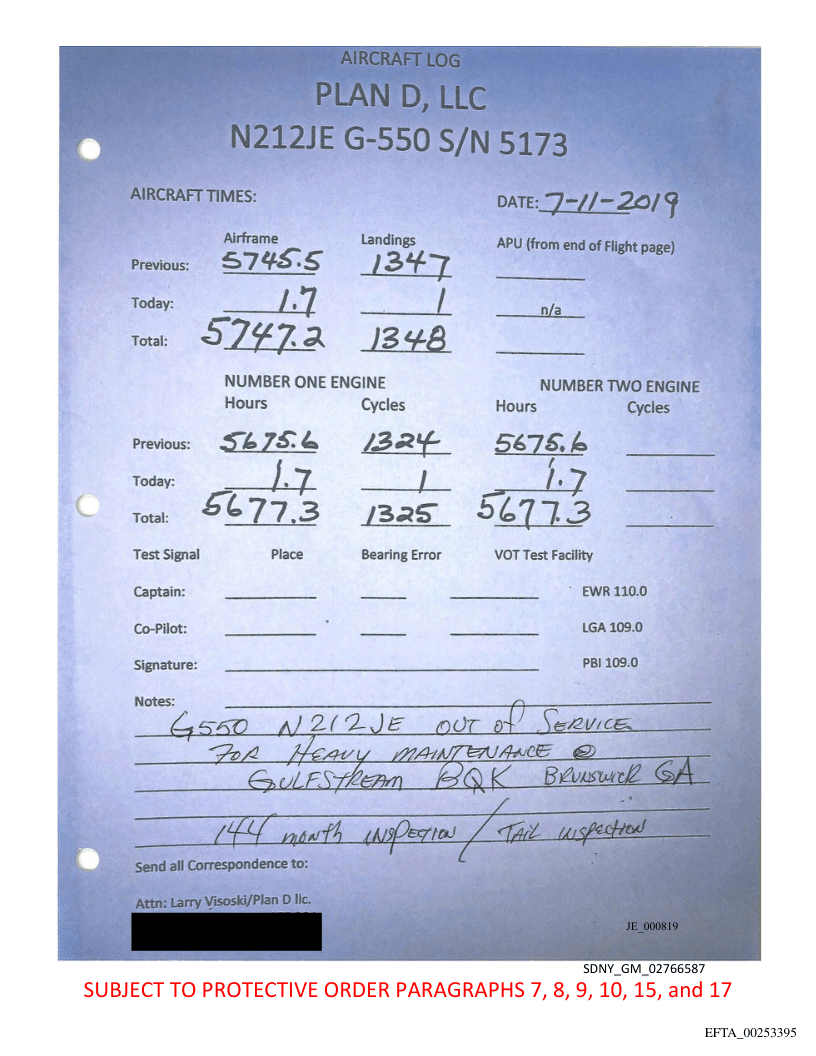 AIRCRAFT LOG
PLAN D, LLC
N212JE G-550 S/N 5173
AIRCRAFT TIMES: DATE: 7-11-2019
Airframe Landings APU (from end of Flight page)
Previous: 5745.5 1347
Today: 1.7 1 n/a
Total: 5747.2 1348
NUMBER ONE ENGINE NUMBER TWO ENGINE
Hours Cycles Hours Cycles
Previous: 5675.6 1324 5675.6
Today: 1.7 1 1.7
Total: 5677.3 1325 5677.3
Test Signal Place Bearing Error VOT Test Facility
Captain: EWR 110.0
Co-Pilot: LGA 109.0
Signature: PBI 109.0
Notes:
G550 N212JE OUT of SERVICE
FOR HEAVY MAINTENANCE @
GULFSTREAM BQK BRUNSWICK GA
144 month INSPECTION / TAIL inspection
Send all Correspondence to:
Attn: Larry Visoski/Plan D llc.
JE_000819
SDNY_GM_02766587
SUBJECT TO PROTECTIVE ORDER PARAGRAPHS 7, 8, 9, 10, 15, and 17
EFTA_00253395